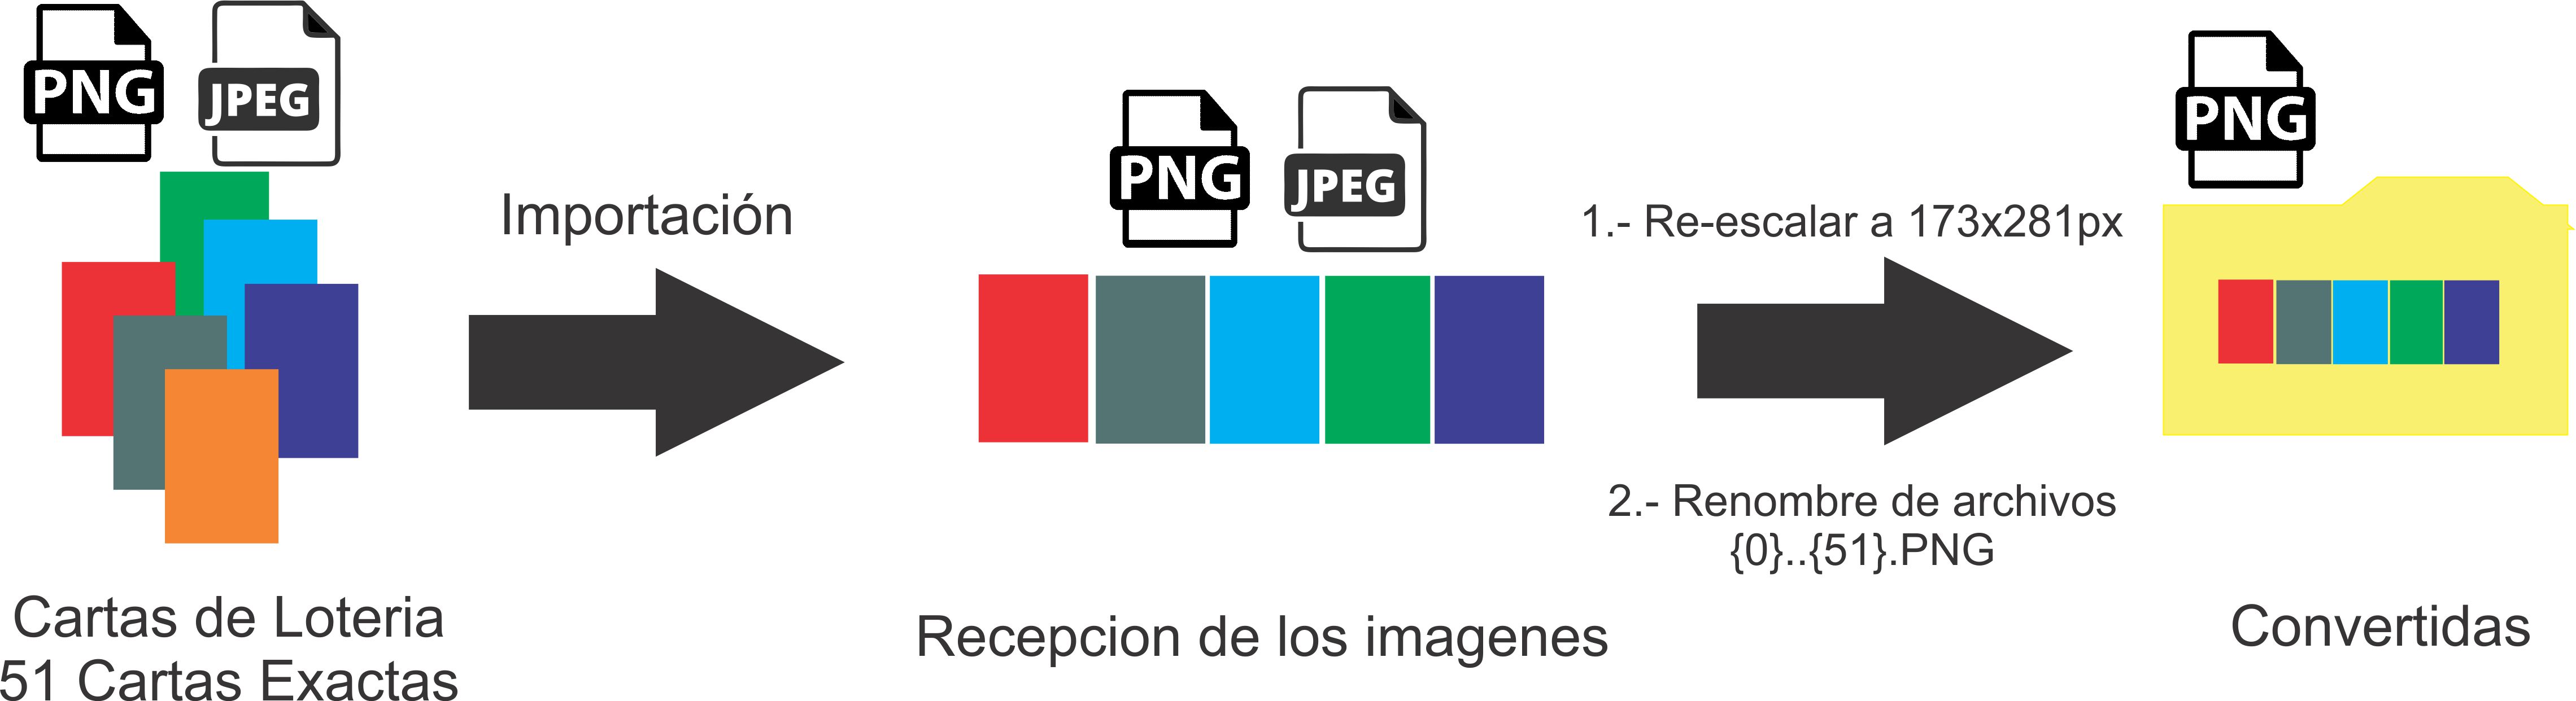 PNG
JPEG
Cartas de Loteria
51 Cartas Exactas
Importación
PNG
JPEG
Recepcion de los imagenes
1.- Re-escalar a 173x281px
2.- Renombre de archivos
{0}..{51}.PNG
PNG
Convertidas